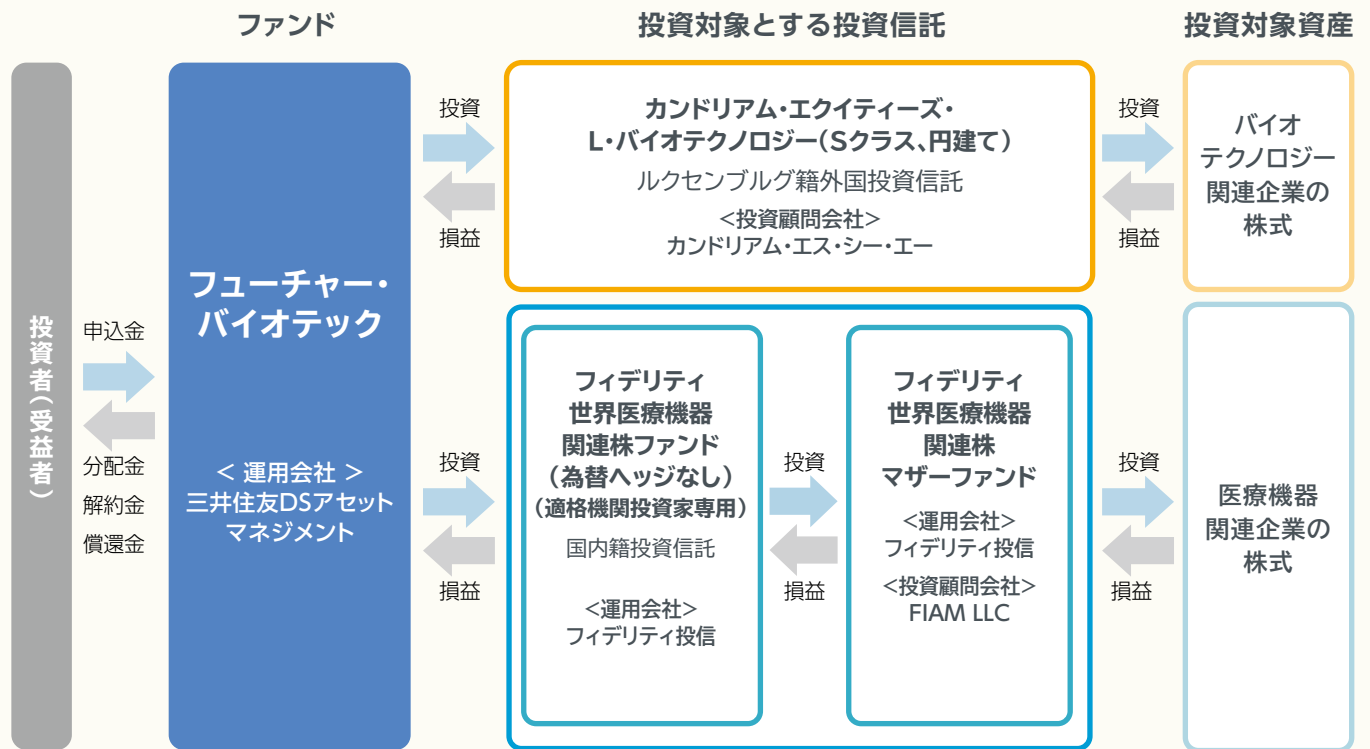 ファンド
投資対象とする投資信託
投資対象資産
投資者(受益者)
申込金
分配金
解約金
償還金
フューチャー・
バイオテック
< 運用会社 >
三井住友DSアセット
マネジメント
投資
損益
カンドリアム・エクイティーズ・
L・バイオテクノロジー(Sクラス、円建て)
ルクセンブルグ籍外国投資信託
<投資顧問会社>
カンドリアム・エス・シー・エー
投資
損益
バイオ
テクノロジー
関連企業の
株式
投資
損益
フィデリティ
世界医療機器
関連株ファンド
(為替ヘッジなし)
(適格機関投資家専用)
国内籍投資信託
<運用会社>
フィデリティ投信
投資
損益
フィデリティ
世界医療機器
関連株
マザーファンド
<運用会社>
フィデリティ投信
<投資顧問会社>
FIAM LLC
投資
損益
医療機器
関連企業の
株式